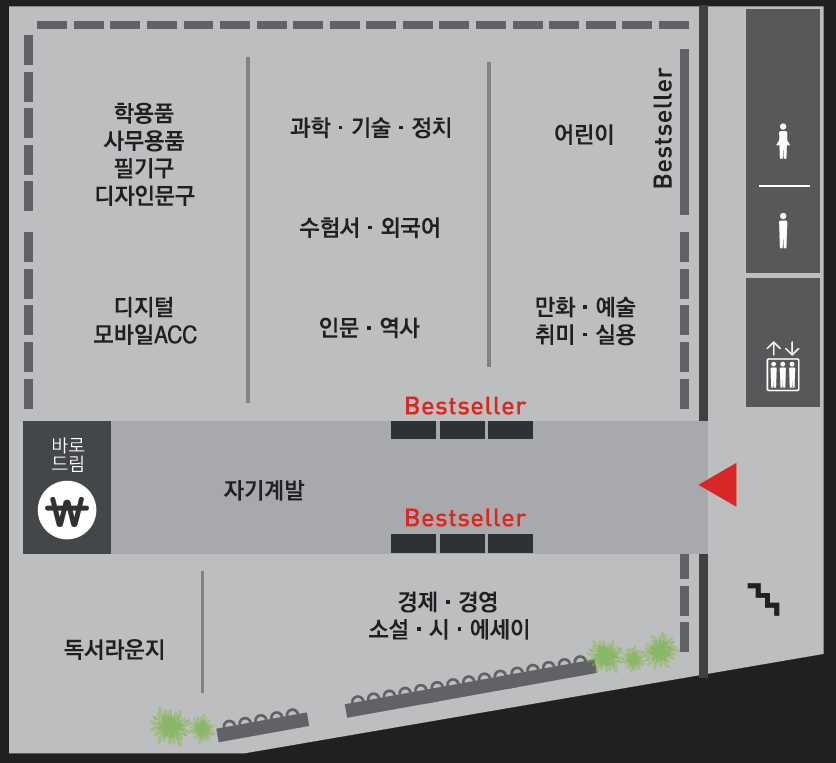 학용품
사무용품
필기구
디자인문구
과학 · 기술 · 정치
어린이
Bestseller
수험서 · 외국어
디지털
모바일ACC
인문 · 역사
만화 · 예술
취미 · 실용
Bestseller
바로
드림
₩
자기계발
Bestseller
경제 · 경영
소설 · 시 · 에세이
독서라운지